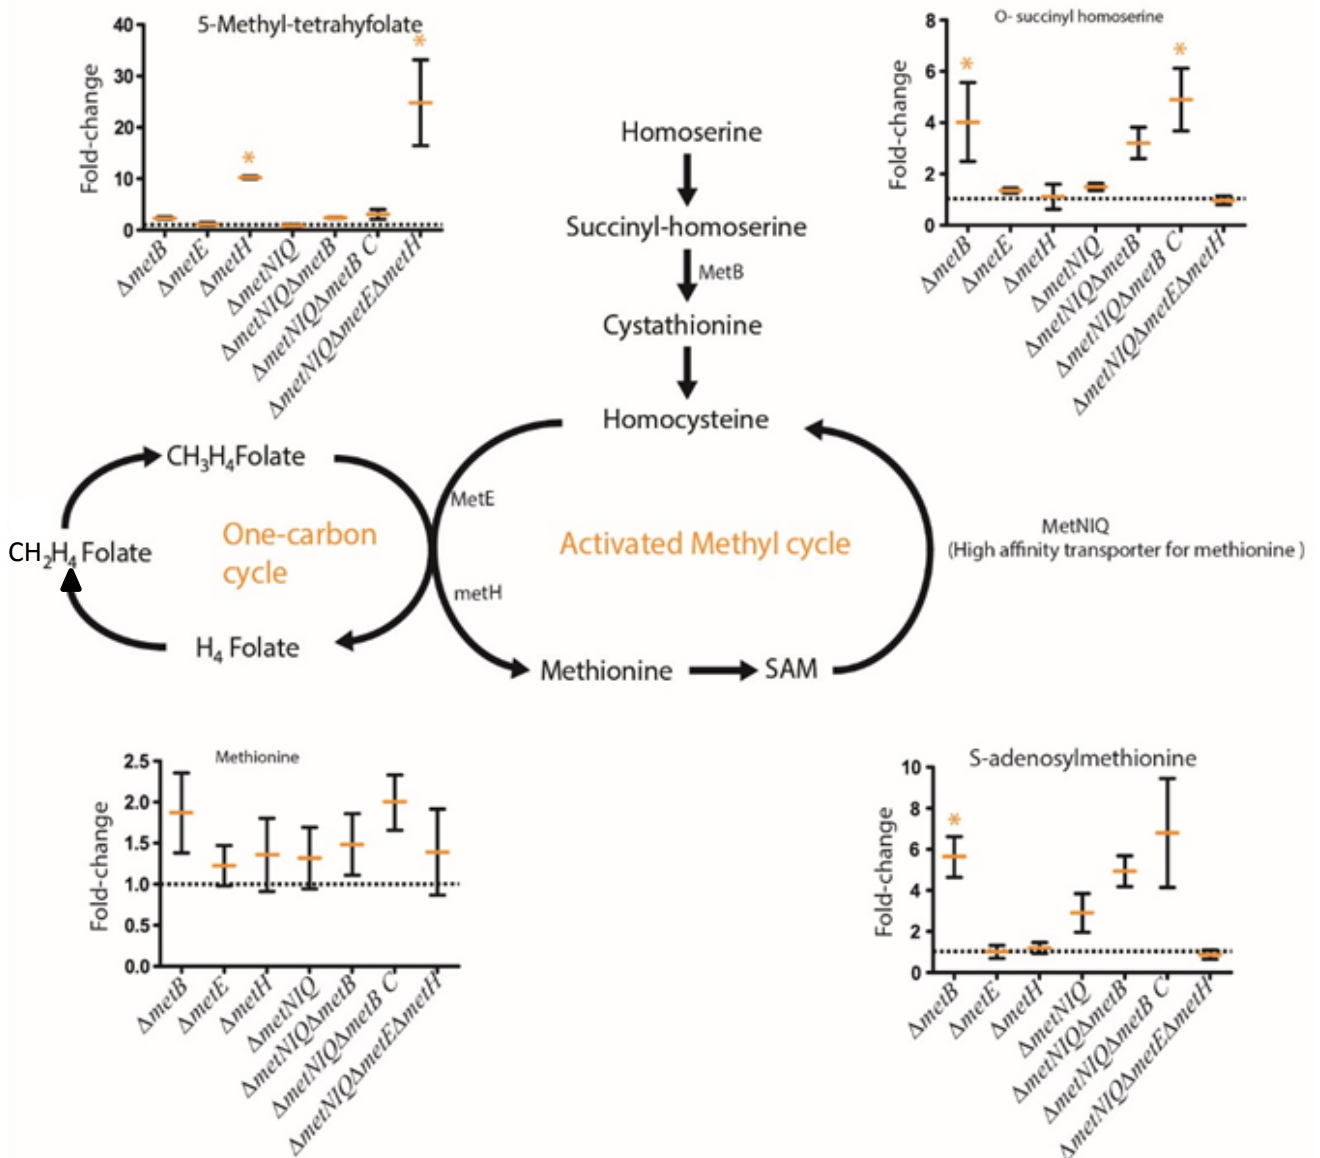 5-Methyl-tetrahyfolate
Fold-change
40
30
20
10
0
*
*
ΔmetB
ΔmetE
ΔmetH
ΔmetNIQ
ΔmetNIQΔmetB
ΔmetNIQΔmetB C
ΔmetNIQΔmetEΔmetH
O- succinyl homoserine
Fold-change
8
6
4
2
0
*
*
ΔmetB
ΔmetE
ΔmetH
ΔmetNIQ
ΔmetNIQΔmetB
ΔmetNIQΔmetB C
ΔmetNIQΔmetEΔmetH
Homoserine
Succinyl-homoserine
MetB
Cystathionine
Homocysteine
CH₃H₄Folate
MetE
One-carbon
cycle
CH₂H₄ Folate
Activated Methyl cycle
MetNIQ
(High affinity transporter for methionine )
metH
H₄ Folate
Methionine
SAM
Methionine
Fold-change
2.5
2.0
1.5
1.0
0.5
0.0
ΔmetB
ΔmetE
ΔmetH
ΔmetNIQ
ΔmetNIQΔmetB
ΔmetNIQΔmetB C
ΔmetNIQΔmetEΔmetH
S-adenosylmethionine
Fold-change
10
8
6
4
2
0
*
ΔmetB
ΔmetE
ΔmetH
ΔmetNIQ
ΔmetNIQΔmetB
ΔmetNIQΔmetB C
ΔmetNIQΔmetEΔmetH